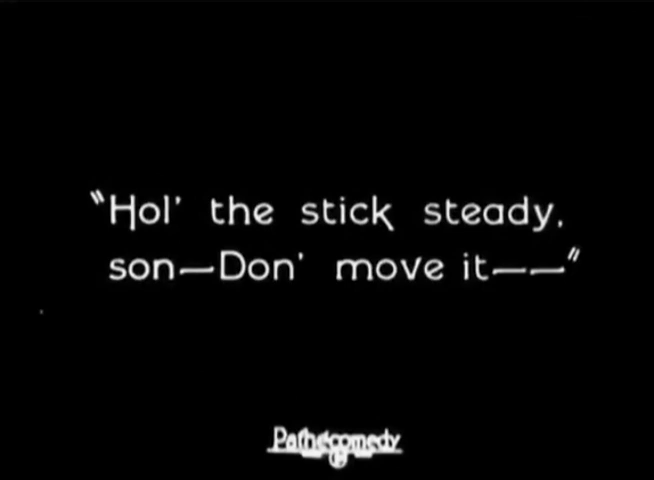 "Hol' the stick steady,
son—Don' move it——"
Pathécomedy